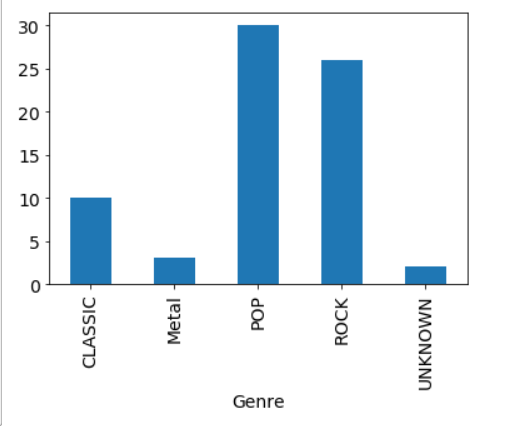 30
25
20
15
10
5
0
CLASSIC
Metal
POP
ROCK
UNKNOWN
Genre